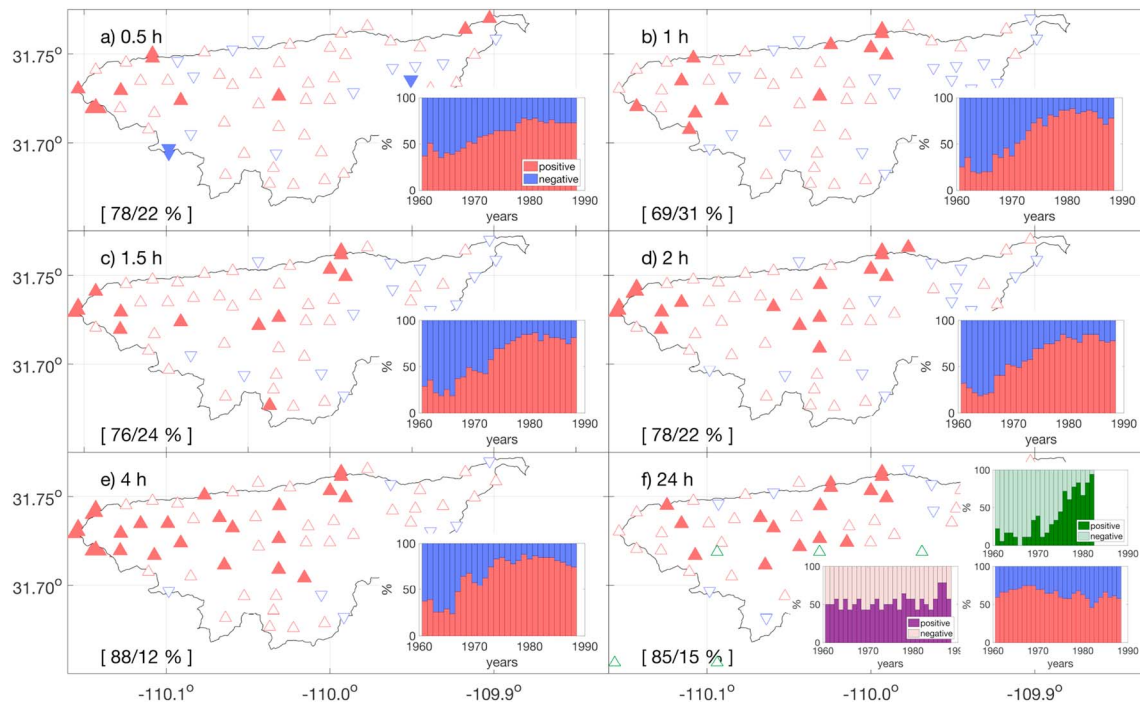 a) 0.5 h
31.75°
31.70°
100
50
0
%
positive
negative
1960 1970 1980 1990
years
[ 78/22 % ]
b) 1 h
100
50
0
%
1960 1970 1980 1990
years
[ 69/31 % ]
c) 1.5 h
31.75°
31.70°
100
50
0
%
1960 1970 1980 1990
years
[ 76/24 % ]
d) 2 h
100
50
0
%
1960 1970 1980 1990
years
[ 78/22 % ]
e) 4 h
31.75°
31.70°
100
50
0
%
1960 1970 1980 1990
years
[ 88/12 % ]
f) 24 h
100
50
0
%
positive
negative
1960 1970 1980 1990
100
50
0
%
positive
negative
1960 1970 1980
years
100
50
0
%
1960 1970 1980 1990
years
[ 85/15 % ]
-110.1° -110.0° -109.9° -110.1° -110.0° -109.9°